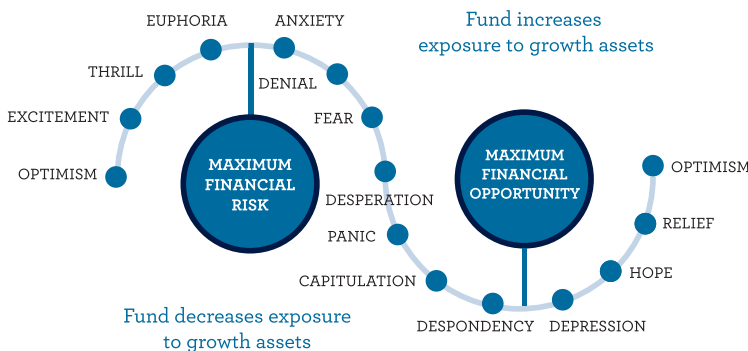 EUPHORIA
ANXIETY
Fund increases
exposure to growth assets
THRILL
DENIAL
EXCITEMENT
FEAR
OPTIMISM
MAXIMUM
FINANCIAL
RISK
MAXIMUM
FINANCIAL
OPPORTUNITY
OPTIMISM
DESPERATION
PANIC
RELIEF
CAPITULATION
HOPE
Fund decreases exposure
to growth assets
DESPONDENCY
DEPRESSION